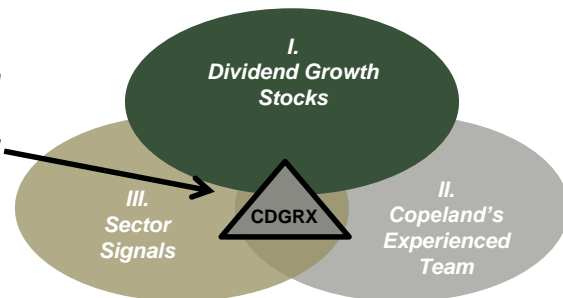 I.
Dividend Growth
Stocks
III.
Sector
Signals
CDGRX
II.
Copeland's
Experienced
Team